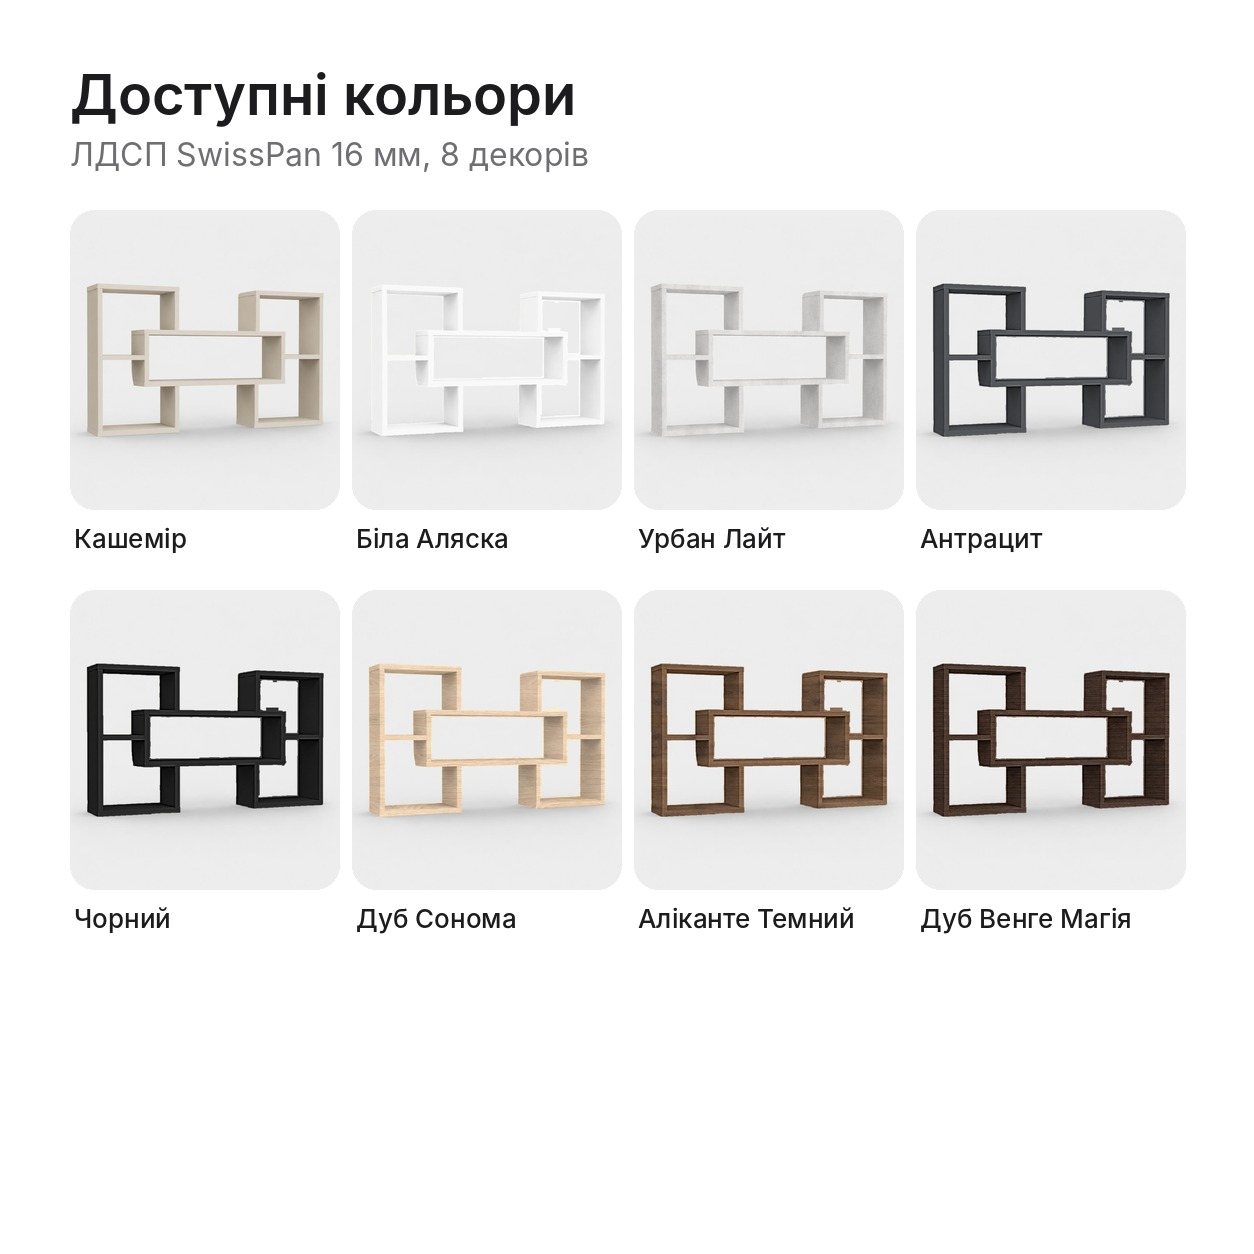 Доступні кольори
ЛДСП SwissPan 16 мм, 8 декорів
Кашемір
Біла Аляска
Урбан Лайт
Антрацит
Чорний
Дуб Сонома
Аліканте Темний
Дуб Венге Магія